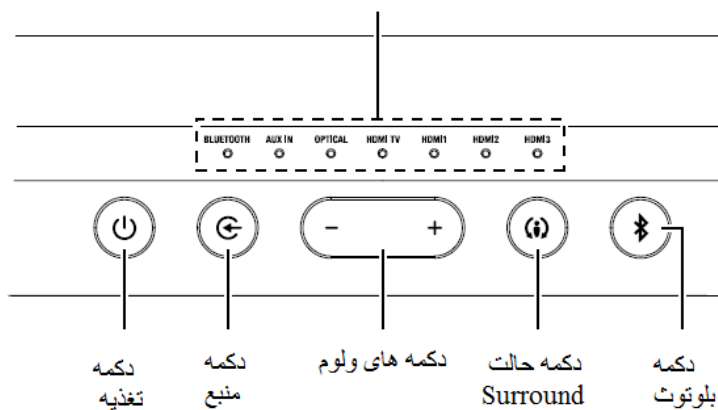 BLUETOOTH AUX IN OPTICAL HDMI TV HDMI1 HDMI2 HDMI3
- +
دکمه تغذیه
دکمه منبع
دکمه های ولوم
دکمه حالت
Surround
دکمه بلوتوث